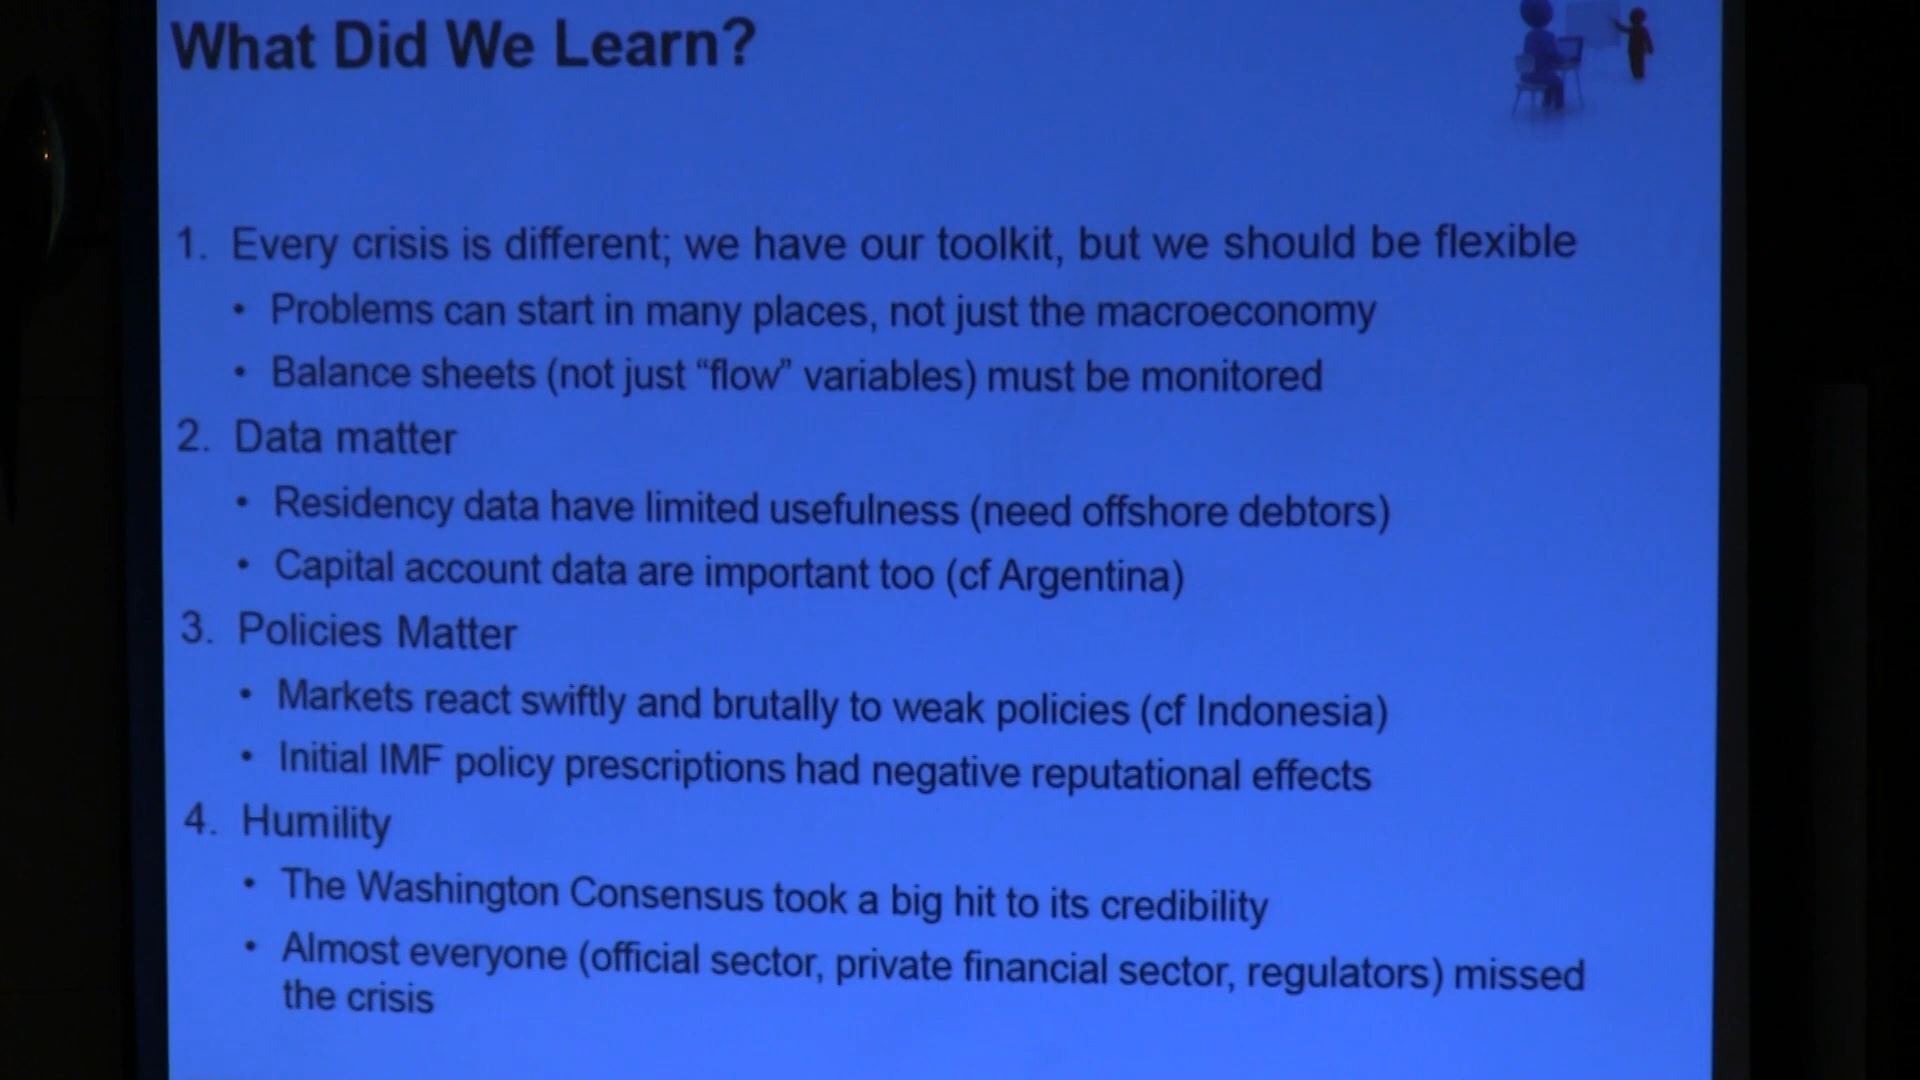 What Did We Learn?
1. Every crisis is different; we have our toolkit, but we should be flexible
• Problems can start in many places, not just the macroeconomy
• Balance sheets (not just “flow” variables) must be monitored
2. Data matter
• Residency data have limited usefulness (need offshore debtors)
• Capital account data are important too (cf Argentina)
3. Policies Matter
• Markets react swiftly and brutally to weak policies (cf Indonesia)
• Initial IMF policy prescriptions had negative reputational effects
4. Humility
• The Washington Consensus took a big hit to its credibility
• Almost everyone (official sector, private financial sector, regulators) missed
the crisis